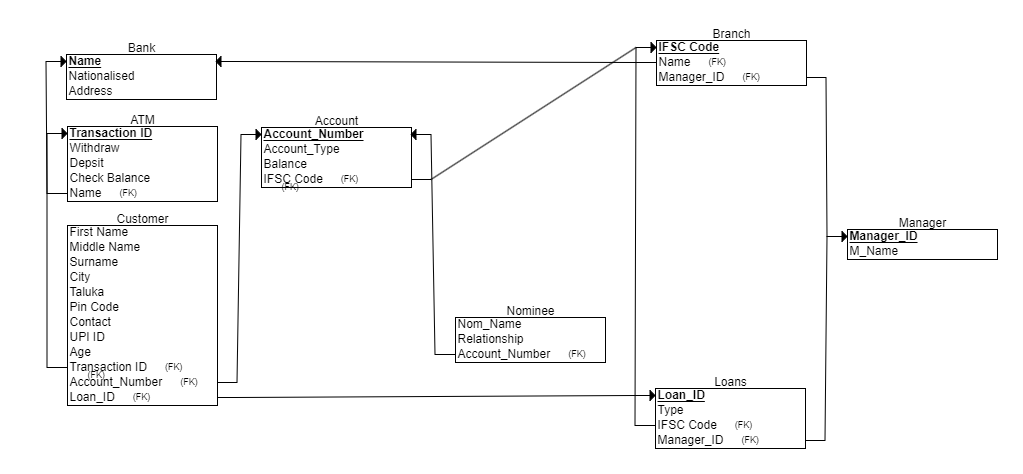 Bank
Name
Nationalised
Address
ATM
Transaction ID
Withdraw
Depsit
Check Balance
Name (FK)
Customer
First Name
Middle Name
Surname
City
Taluka
Pin Code
Contact
UPI ID
Age
Transaction ID (FK)
(FK)
Account_Number (FK)
Loan_ID (FK)
Account
Account_Number
Account_Type
Balance
IFSC Code (FK)
(FK)
Nominee
Nom_Name
Relationship
Account_Number (FK)
Branch
IFSC Code
Name (FK)
Manager_ID (FK)
Loans
Loan_ID
Type
IFSC Code (FK)
Manager_ID (FK)
Manager
Manager_ID
M_Name